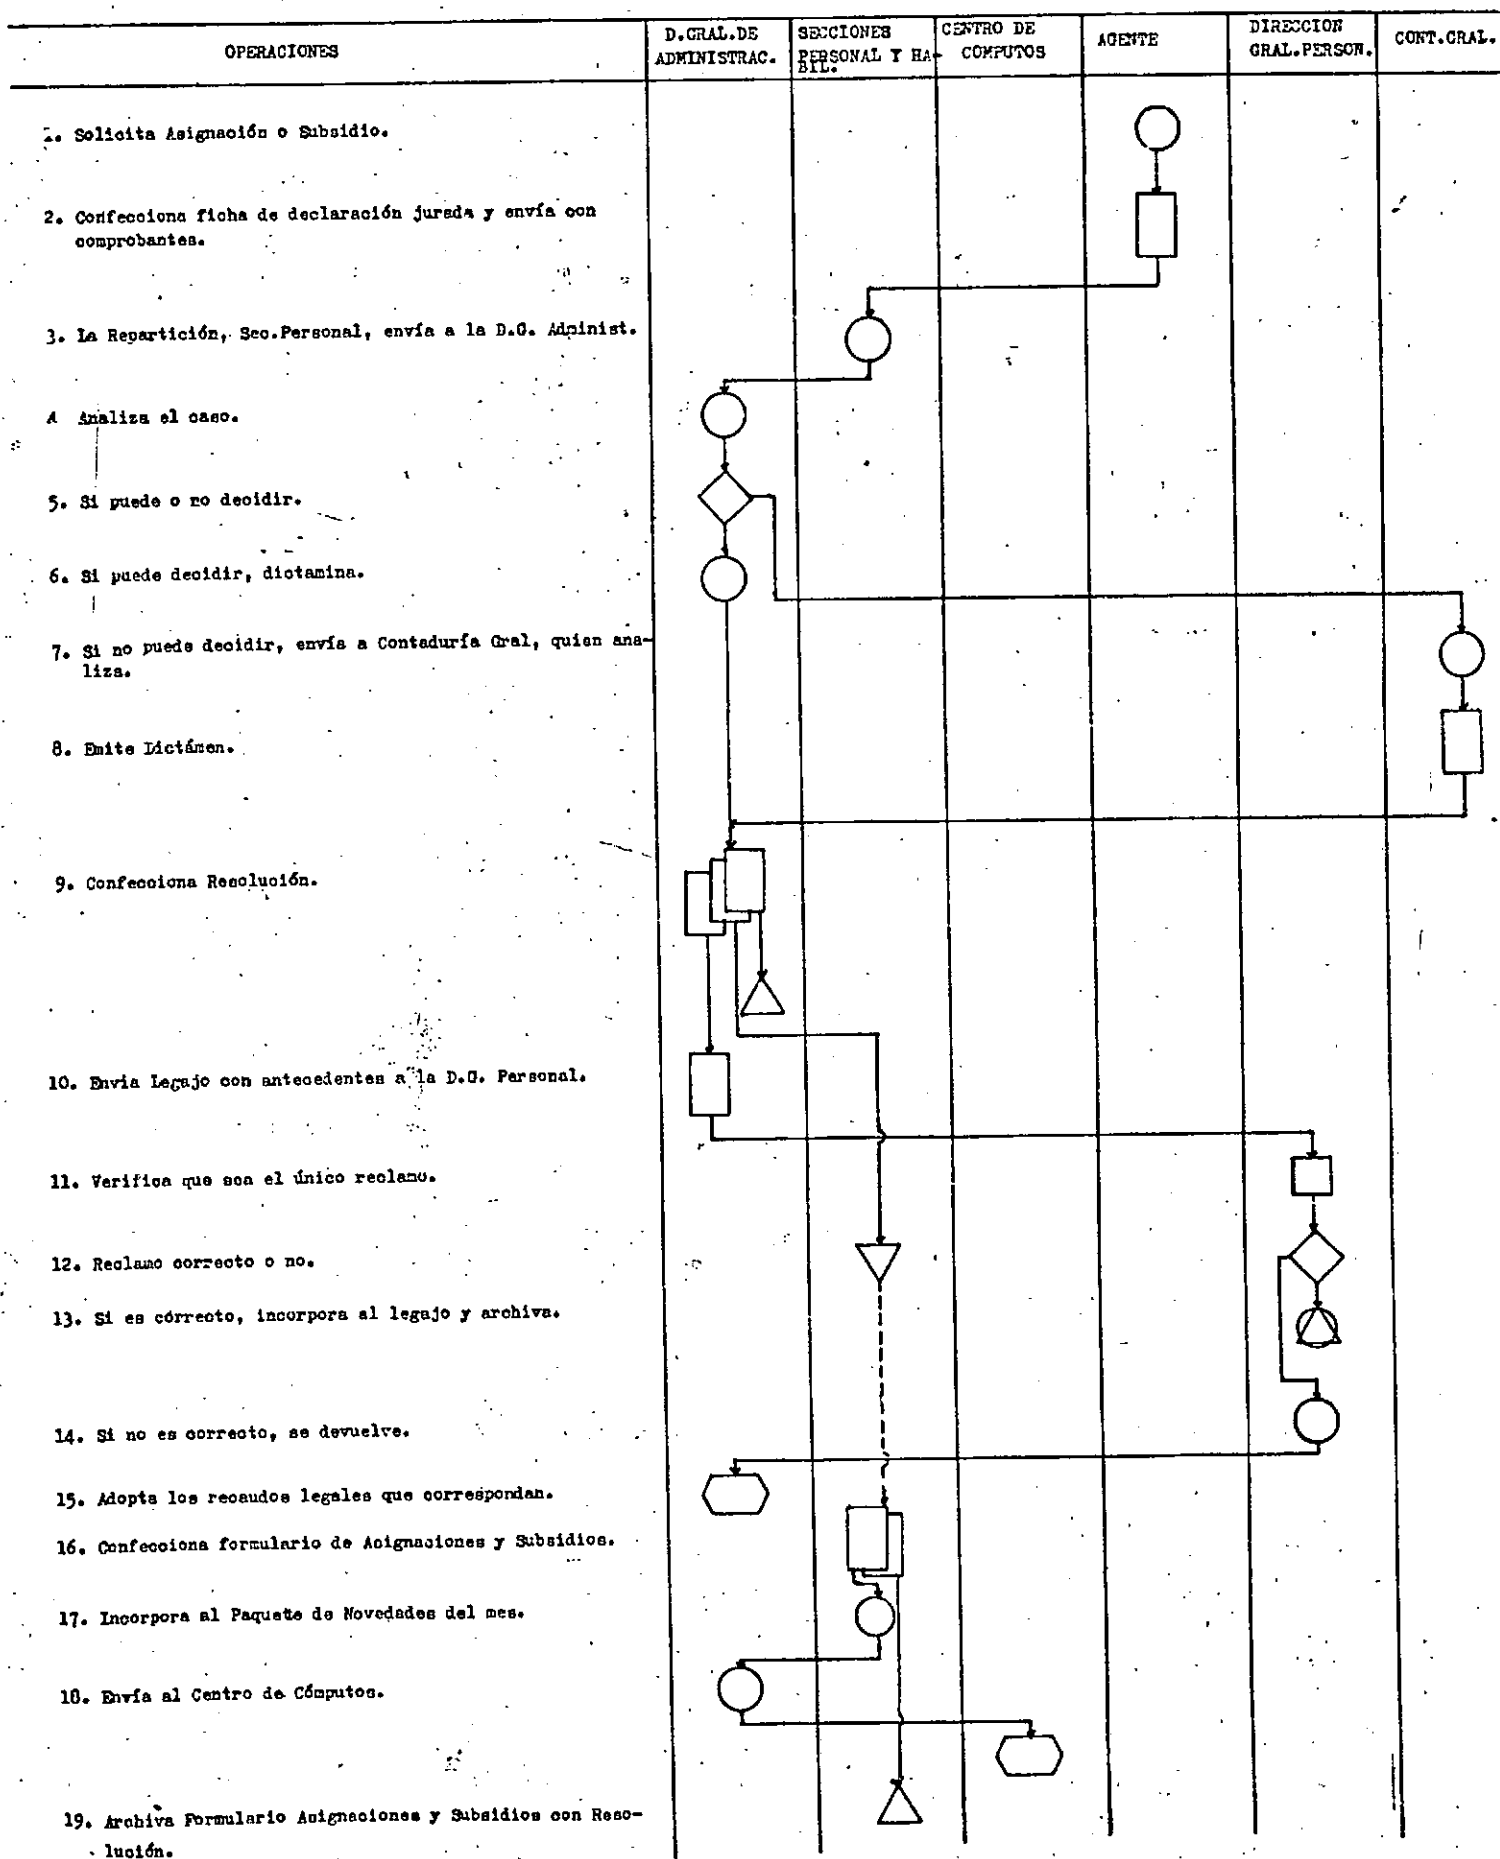 OPERACIONES
D.GRAL.DE
ADMINISTRAC.
SECCIONES
PERSONAL Y HA-
BIL.
CENTRO DE
COMPUTOS
AGENTE
DIRECCION
GRAL.PERSON.
CONT.GRAL.
1. Solicita Asignación o Subsidio.
2. Confecciona ficha de declaración jurada y envía con
comprobantes.
3. La Repartición, Sec.Personal, envía a la D.G. Administ.
4 Analiza el caso.
5. Si puede o no decidir.
6. Si puede decidir, dictamina.
7. Si no puede decidir, envía a Contaduría Gral, quien ana-
liza.
8. Emite Dictámen.
9. Confecciona Resolución.
10. Envia Legajo con antecedentes a la D.G. Personal.
11. Verifica que sea el único reclamo.
12. Reclamo correcto o no.
13. Si es correcto, incorpora al legajo y archiva.
14. Si no es correcto, se devuelve.
15. Adopta los recaudos legales que correspondan.
16. Confecciona formulario de Asignaciones y Subsidios.
17. Incorpora al Paquete de Novedades del mes.
18. Envía al Centro de Cómputos.
19. Archiva Formulario Asignaciones y Subsidios con Reso-
lución.